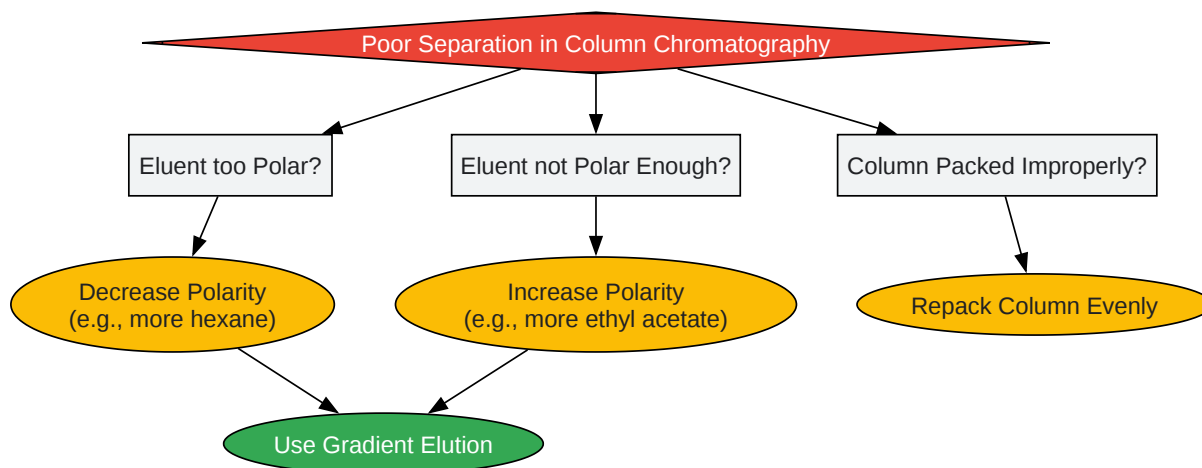 Poor Separation in Column Chromatography
Eluent too Polar?
Eluent not Polar Enough?
Column Packed Improperly?
Decrease Polarity
(e.g., more hexane)
Increase Polarity
(e.g., more ethyl acetate)
Repack Column Evenly
Use Gradient Elution